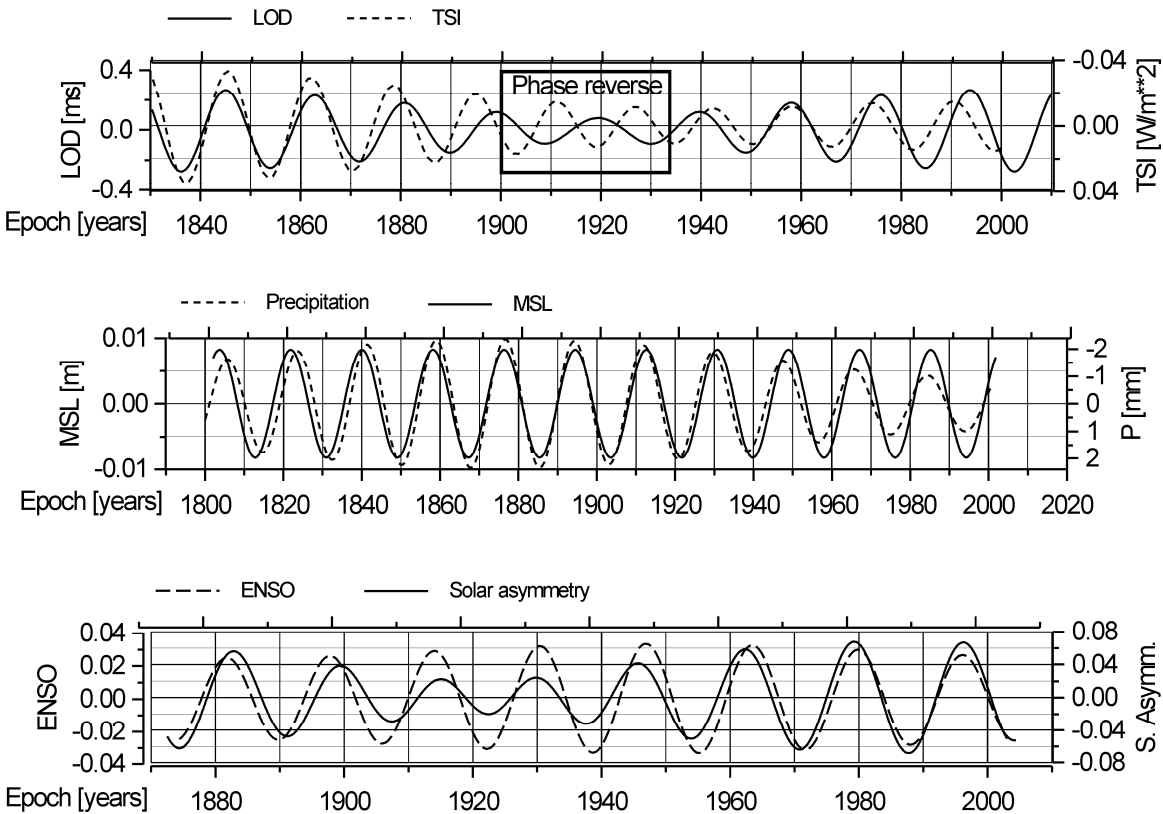 LOD TSI
0.4 0.0 -0.4
LOD [ms]
Phase reverse
-0.04 0.00 0.04
TSI [W/m**2]
Epoch [years] 1840 1860 1880 1900 1920 1940 1960 1980 2000
Precipitation MSL
0.01 0.00 -0.01
MSL [m]
-2 -1 0 1 2
P [mm]
Epoch [years] 1800 1820 1840 1860 1880 1900 1920 1940 1960 1980 2000 2020
ENSO Solar asymmetry
0.04 0.02 0.00 -0.02 -0.04
ENSO
0.08 0.04 0.00 -0.04 -0.08
S. Asymm.
Epoch [years] 1880 1900 1920 1940 1960 1980 2000